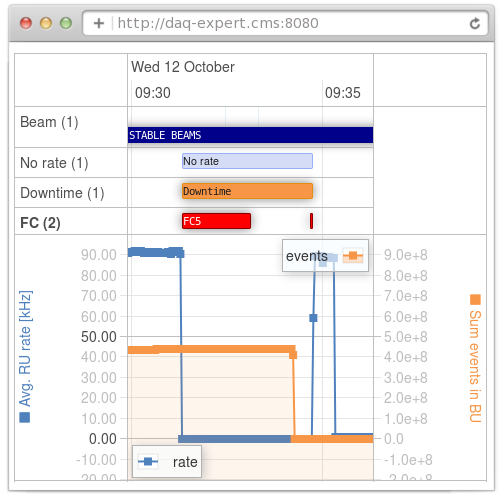 http://daq-expert.cms:8080
Wed 12 October
09:30 09:35
Beam (1)
STABLE BEAMS
No rate (1) No rate
Downtime (1) Downtime
FC (2) FC5
events
90.00 9.0e+8
80.00 8.0e+8
70.00 7.0e+8
60.00 6.0e+8
50.00 5.0e+8
40.00 4.0e+8
30.00 3.0e+8
20.00 2.0e+8
10.00 1.0e+8
0.00 0.0
-10.00 -1.0e+8
-20.00 -2.0e+8
rate
Avg. RU rate [kHz]
Sum events in BU